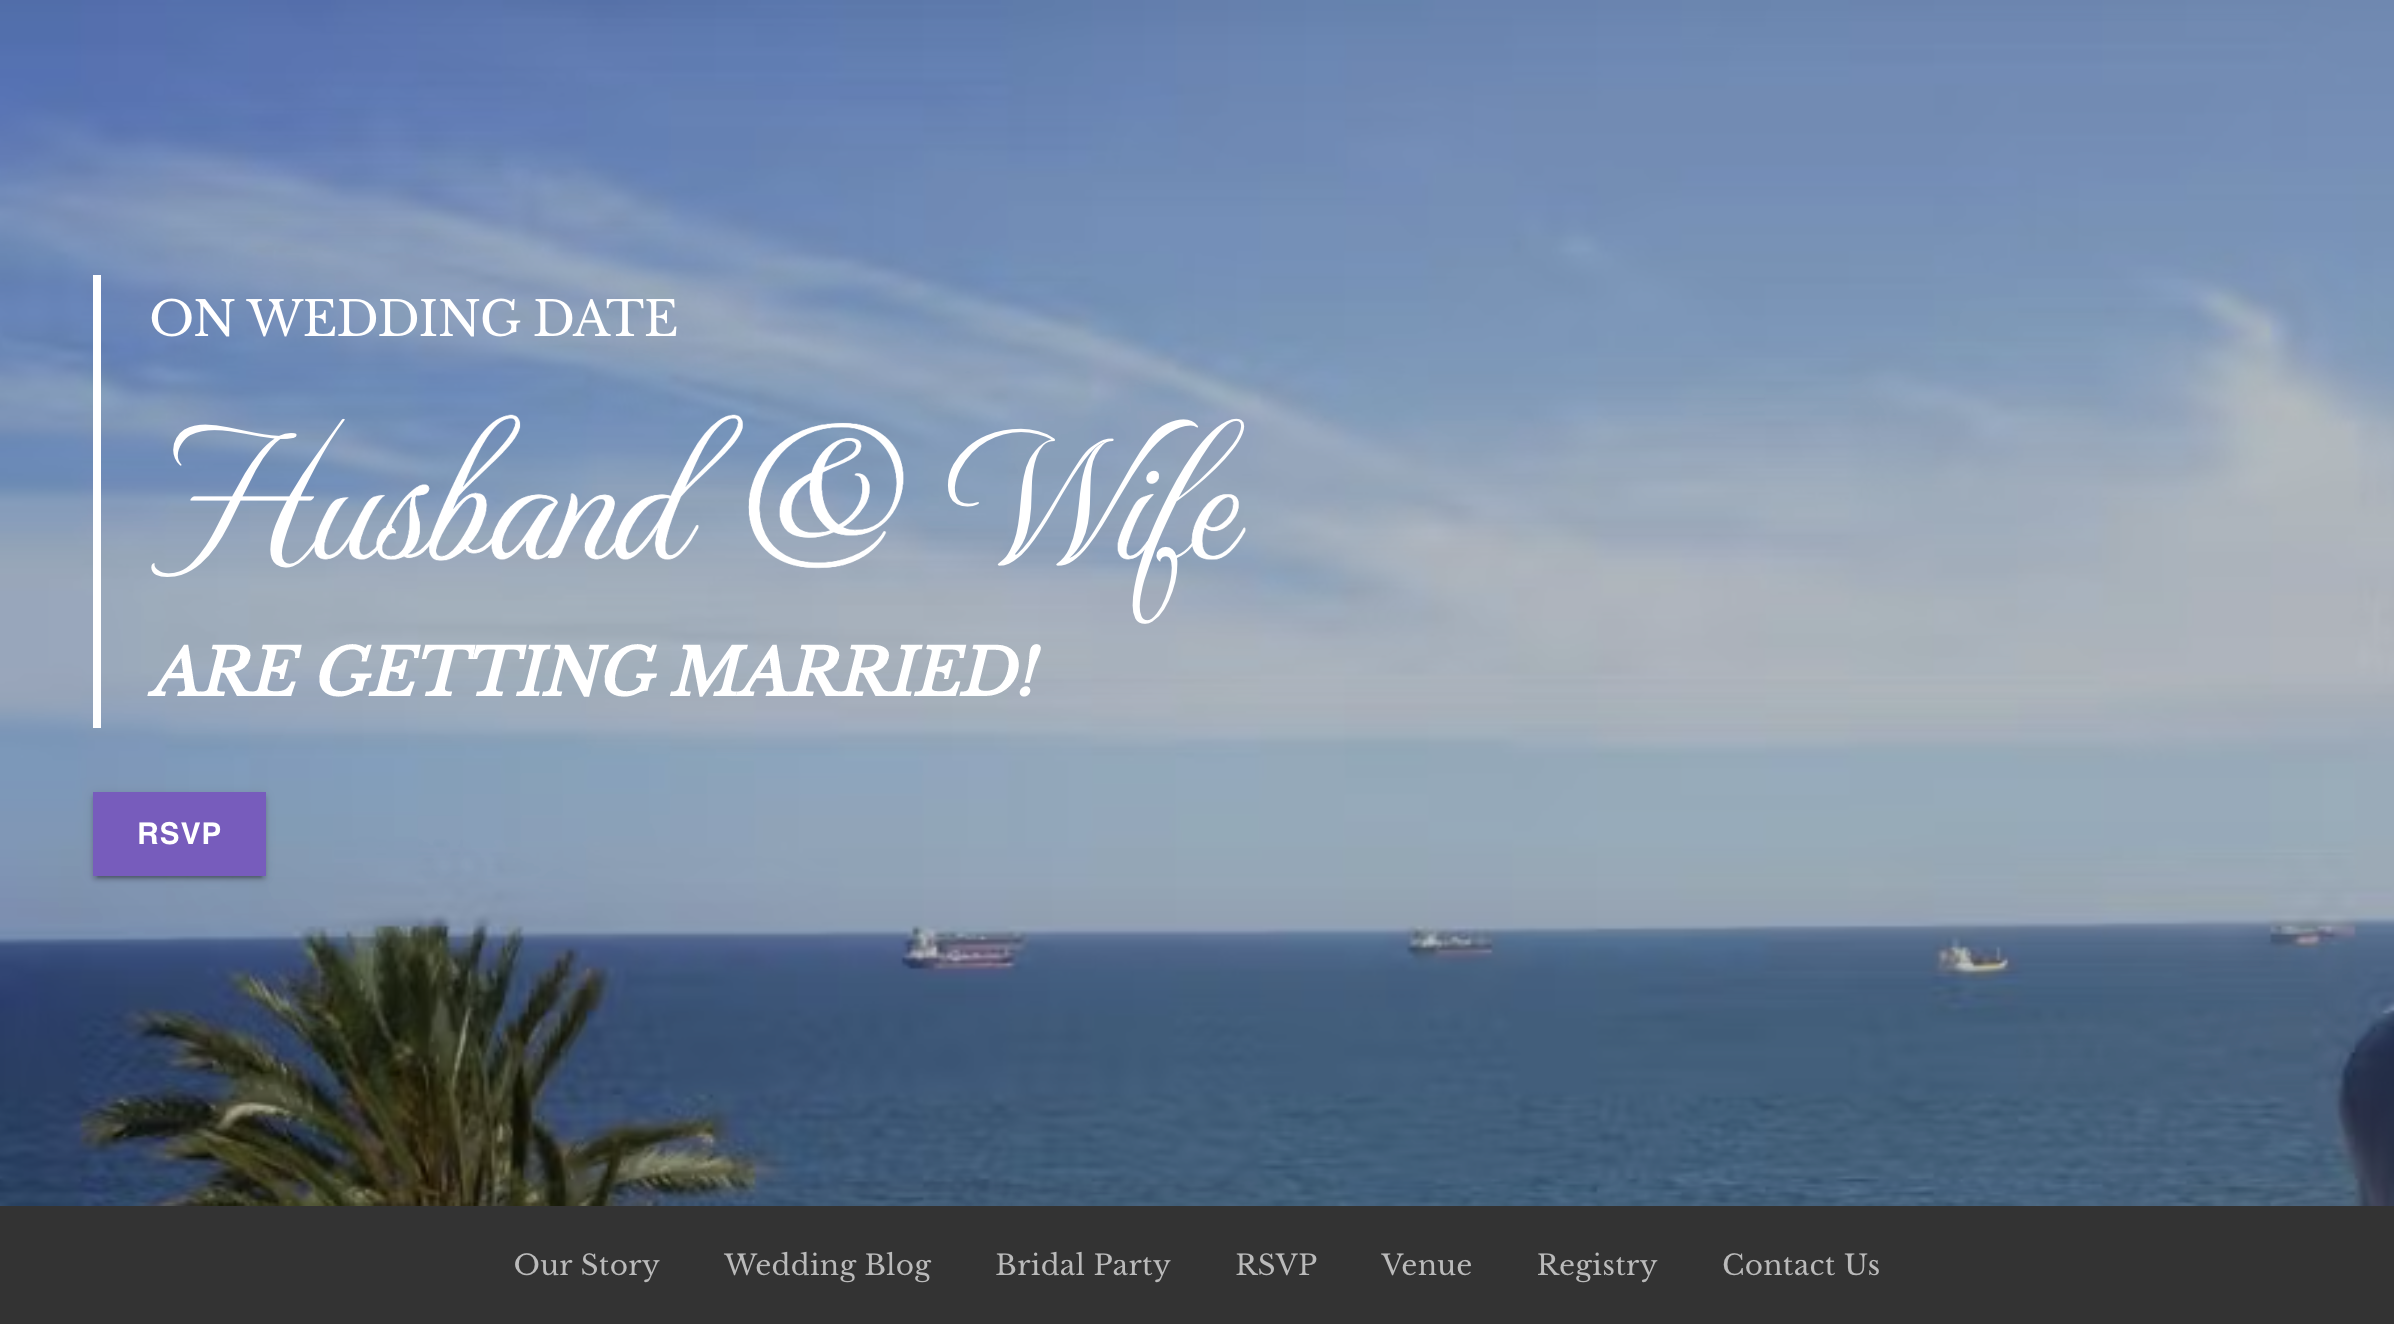 ON WEDDING DATE
Husband & Wife
ARE GETTING MARRIED!
RSVP
Our Story Wedding Blog Bridal Party RSVP Venue Registry Contact Us